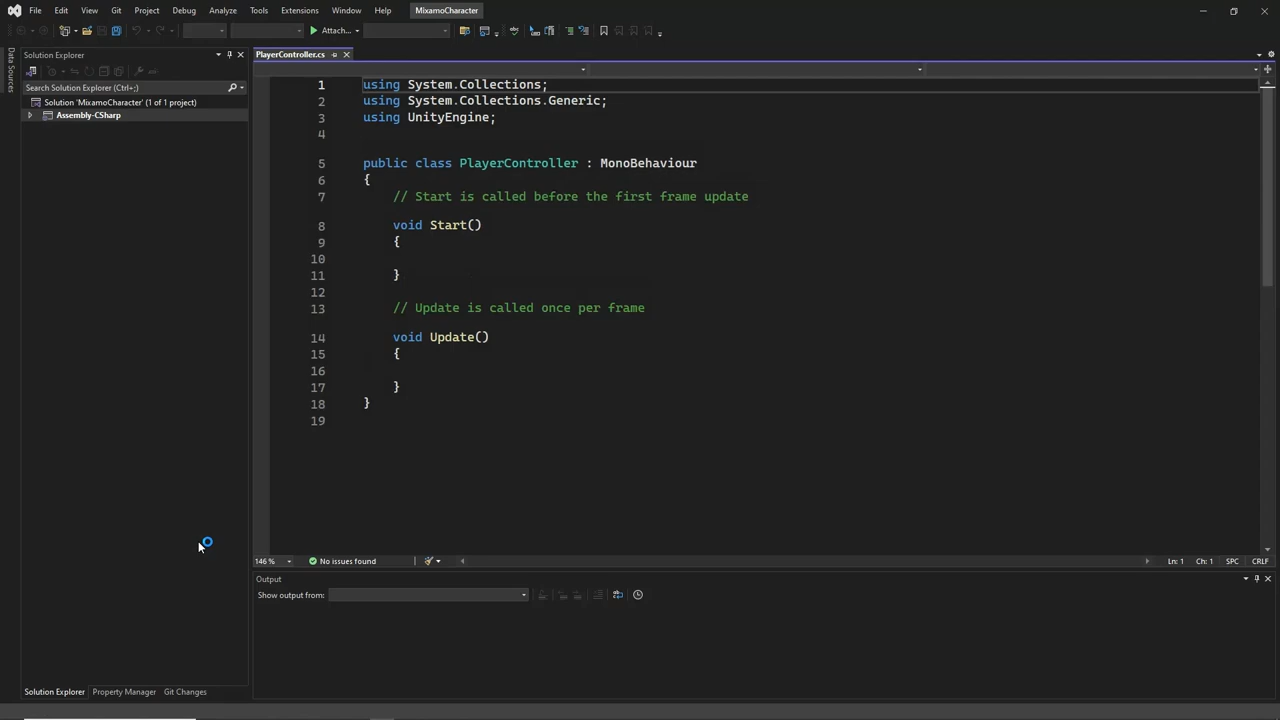 File Edit View Git Project Debug Analyze Tools Extensions Window Help MixamoCharacter
Attach...
Data Sources
Solution Explorer
Search Solution Explorer (Ctrl+;)
Solution 'MixamoCharacter' (1 of 1 project)
Assembly-CSharp
PlayerController.cs
1 using System.Collections;
2 using System.Collections.Generic;
3 using UnityEngine;
4
5 public class PlayerController : MonoBehaviour
6 {
7 // Start is called before the first frame update
8 void Start()
9 {
10
11 }
12
13 // Update is called once per frame
14 void Update()
15 {
16
17 }
18 }
19
146 % No issues found Ln: 1 Ch: 1 SPC CRLF
Output
Show output from:
Solution Explorer Property Manager Git Changes